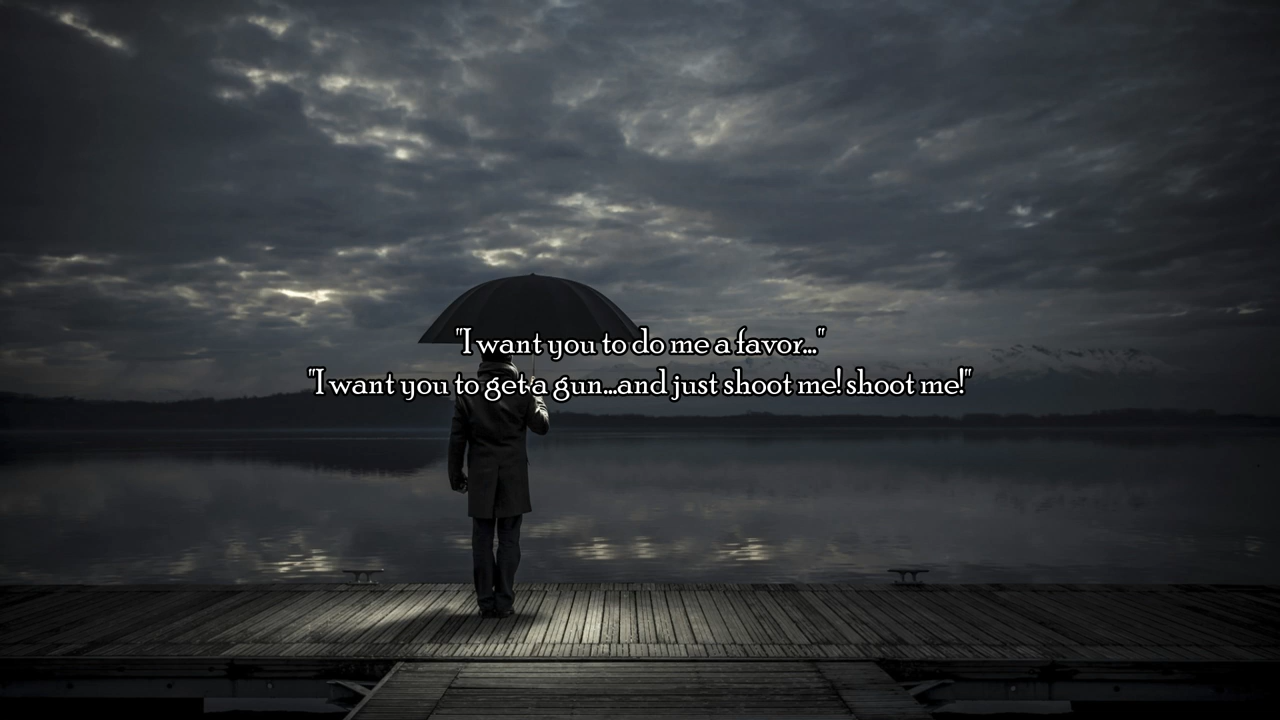 "I want you to do me a favor..."
"I want you to get a gun...and just shoot me! shoot me!"